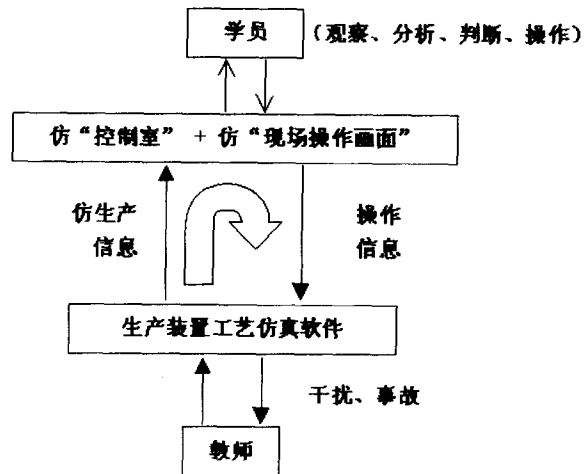 学员 (观察、分析、判断、操作)
仿“控制室” + 仿“现场操作画面”
仿生产
信息
操作
信息
生产装置工艺仿真软件
干扰、事故
教师